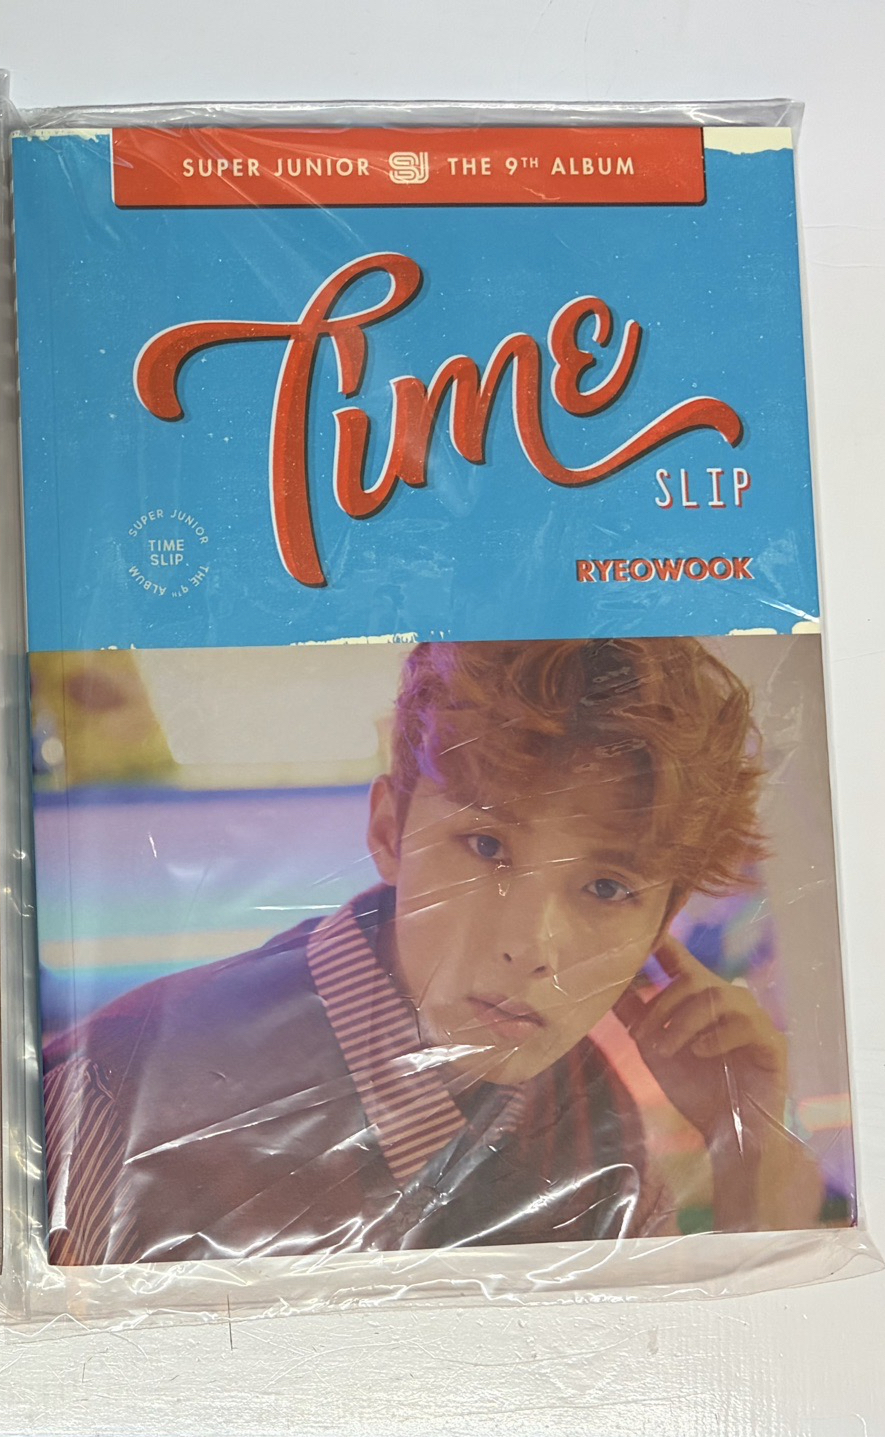 SUPER JUNIOR SJ THE 9TH ALBUM
Time
SLIP
SUPER JUNIOR
TIME
SLIP
THE 9TH ALBUM
RYEOWOOK